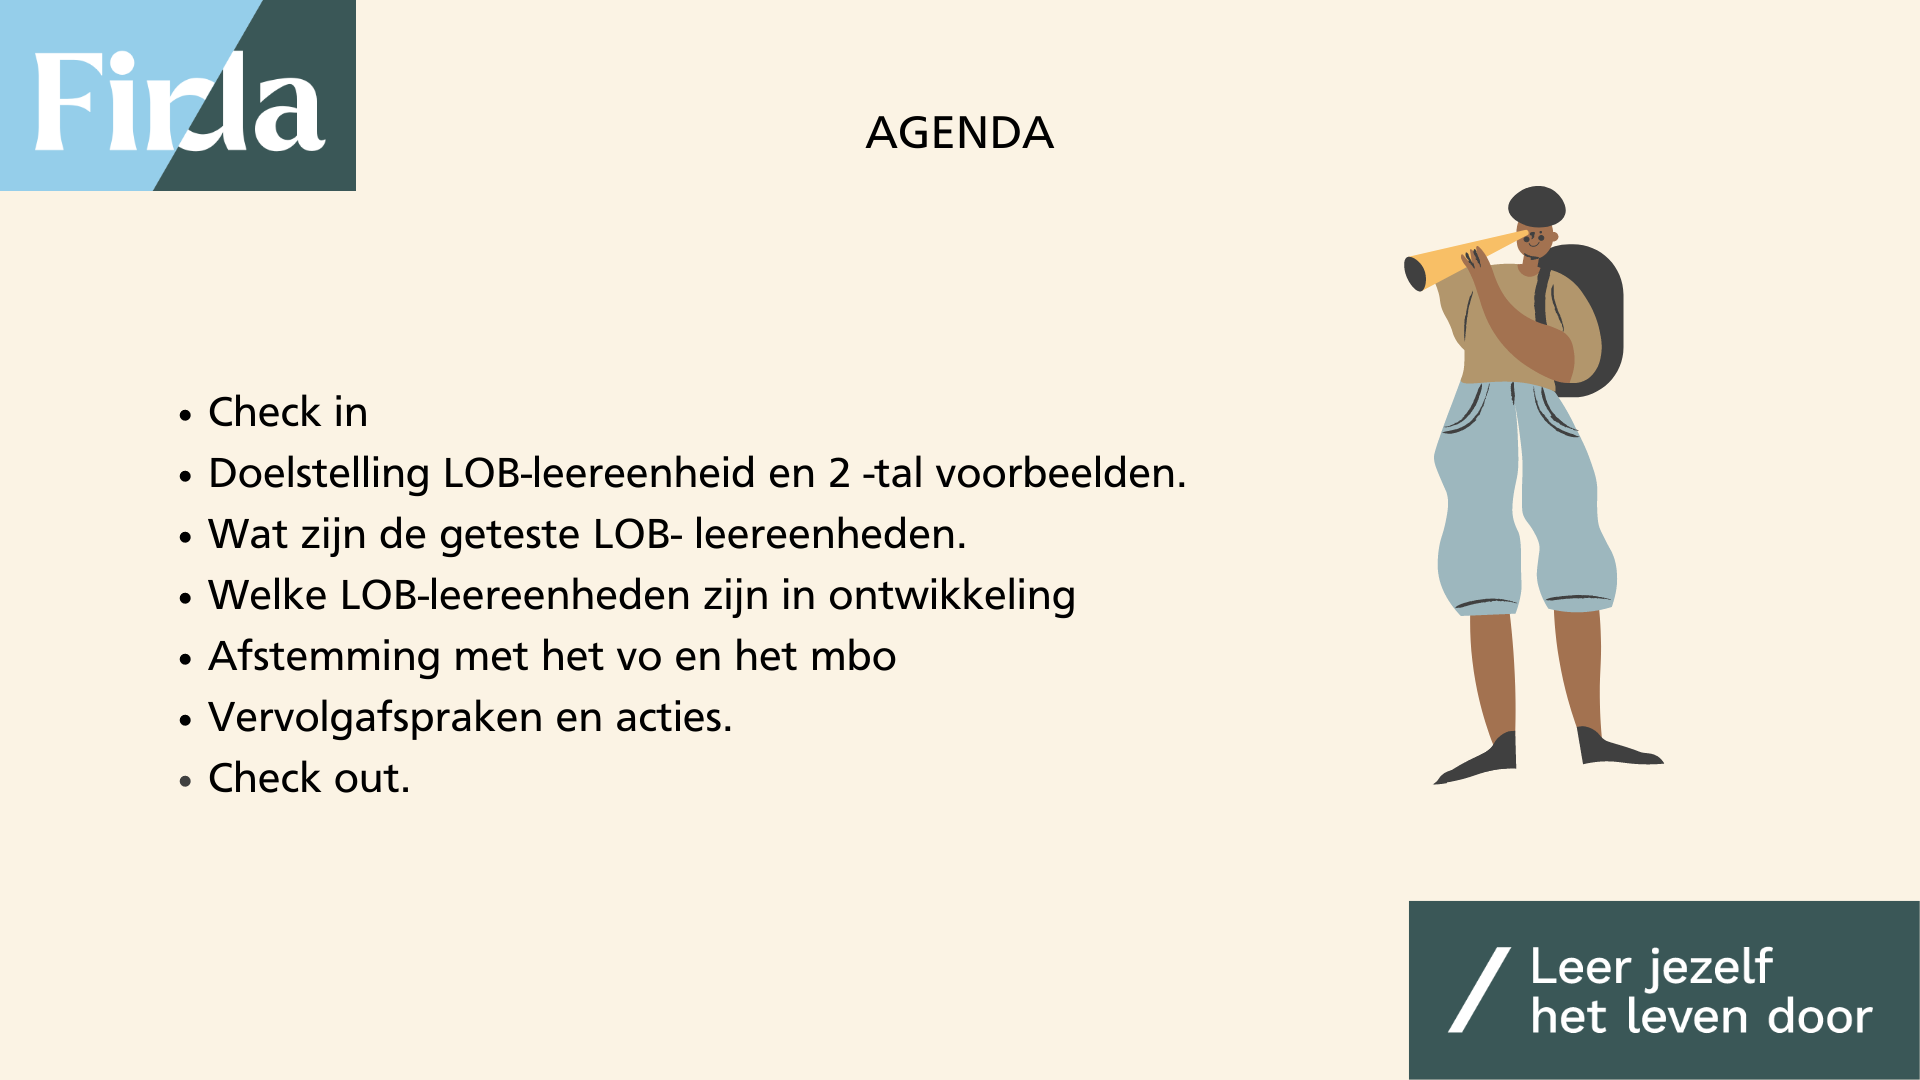 Firda
AGENDA
• Check in
• Doelstelling LOB-leereenheid en 2 -tal voorbeelden.
• Wat zijn de geteste LOB- leereenheden.
• Welke LOB-leereenheden zijn in ontwikkeling
• Afstemming met het vo en het mbo
• Vervolgafspraken en acties.
• Check out.
/ Leer jezelf
het leven door